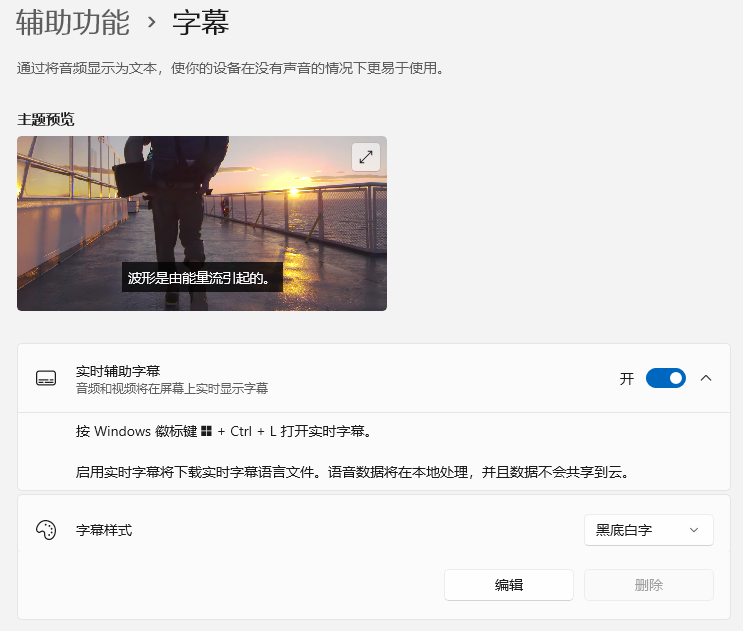 辅助功能 › 字幕
通过将音频显示为文本，使你的设备在没有声音的情况下更易于使用。
主题预览
波形是由能量流引起的。
实时辅助字幕
音频和视频将在屏幕上实时显示字幕
开
按 Windows 徽标键 + Ctrl + L 打开实时字幕。
启用实时字幕将下载实时字幕语言文件。语音数据将在本地处理，并且数据不会共享到云。
字幕样式
黑底白字
编辑
删除